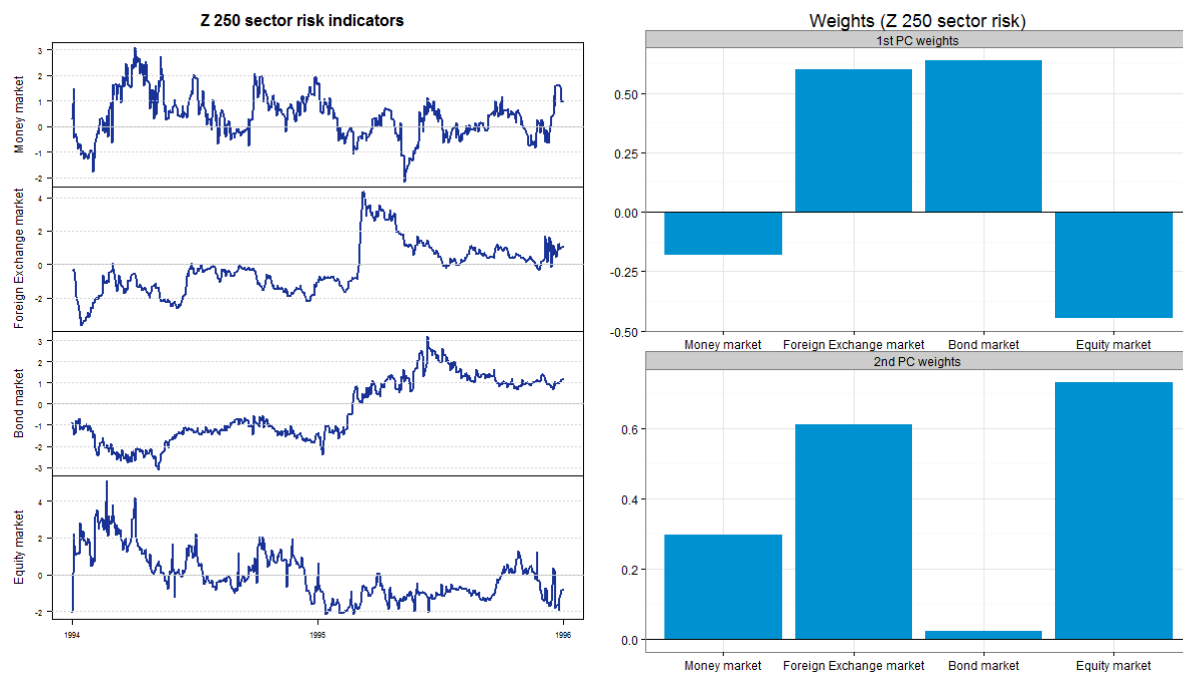 Z 250 sector risk indicators
Money market
3
2
1
0
-1
-2
Foreign Exchange market
4
2
0
-2
Bond market
3
2
1
0
-1
-2
-3
Equity market
4
2
0
-2
1994
1995
1996
Weights (Z 250 sector risk)
1st PC weights
0.50
0.25
0.00
-0.25
-0.50
Money market
Foreign Exchange market
Bond market
Equity market
2nd PC weights
0.6
0.4
0.2
0.0
Money market
Foreign Exchange market
Bond market
Equity market